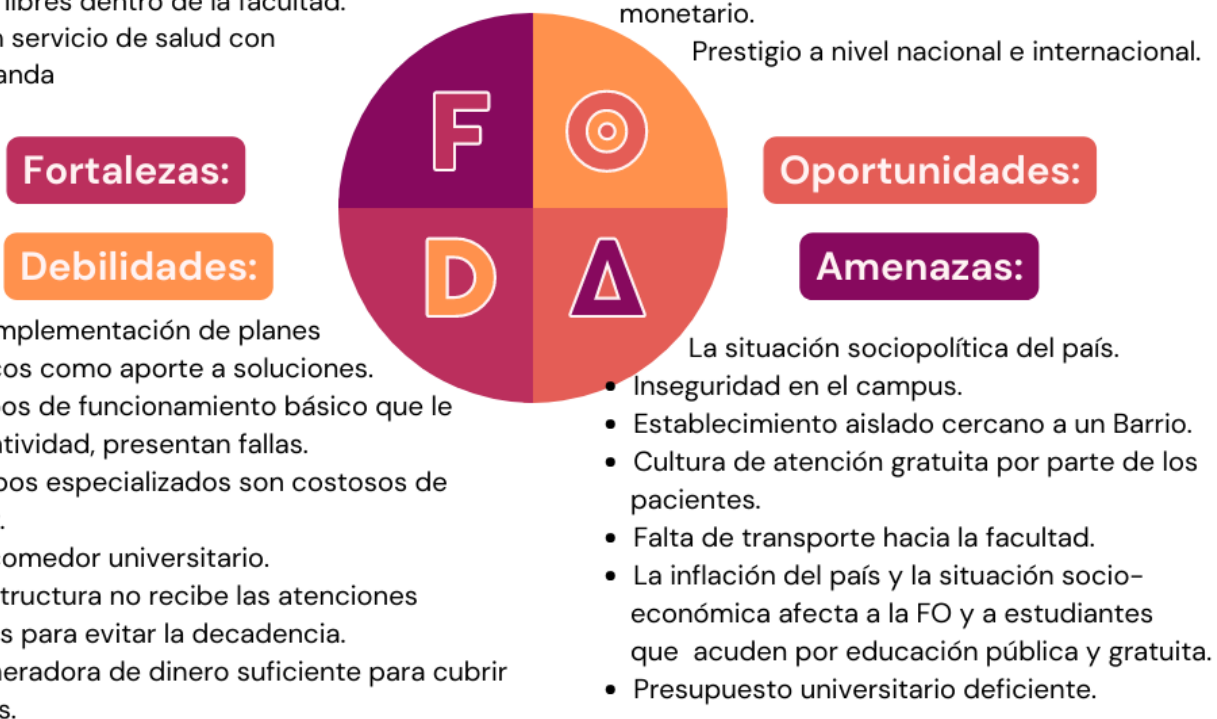 libres dentro de la facultad.
servicio de salud con
monetario.
Prestigio a nivel nacional e internacional.
F O
D A
Fortalezas:
Oportunidades:
Debilidades:
Amenazas:
mplementación de planes
cos como aporte a soluciones.
pos de funcionamiento básico que le
atividad, presentan fallas.
pos especializados son costosos de
comedor universitario.
tructura no recibe las atenciones
s para evitar la decadencia.
neradora de dinero suficiente para cubrir
s.
La situación sociopolítica del país.
• Inseguridad en el campus.
• Establecimiento aislado cercano a un Barrio.
• Cultura de atención gratuita por parte de los
pacientes.
• Falta de transporte hacia la facultad.
• La inflación del país y la situación socio-
económica afecta a la FO y a estudiantes
que acuden por educación pública y gratuita.
• Presupuesto universitario deficiente.